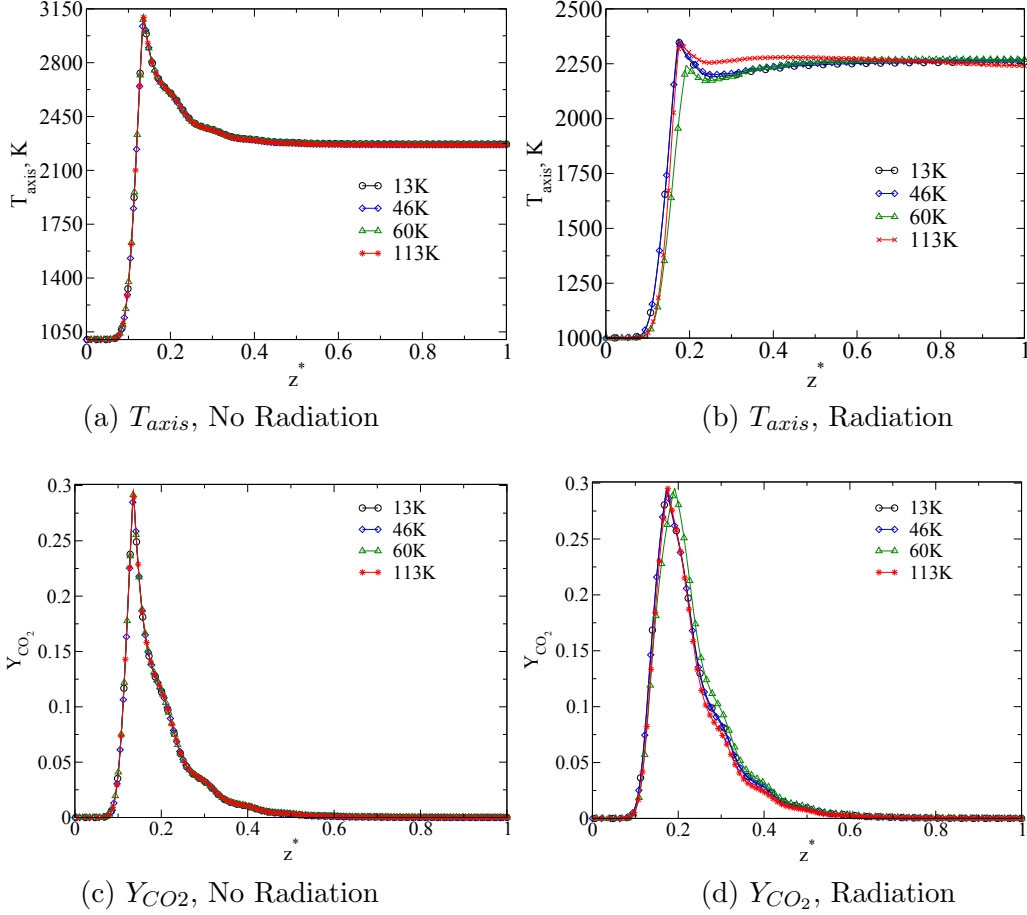 3150
2800
2450
2100
1750
1400
1050
T_axis, K
13K
46K
60K
113K
0 0.2 0.4 0.6 0.8 1
z*
(a) T_axis, No Radiation
2500
2250
2000
1750
1500
1250
1000
T_axis, K
13K
46K
60K
113K
0 0.2 0.4 0.6 0.8 1
z*
(b) T_axis, Radiation
0.3
0.25
0.2
0.15
0.1
0.05
0
Y_CO2
13K
46K
60K
113K
0 0.2 0.4 0.6 0.8 1
z*
(c) Y_CO2, No Radiation
0.3
0.25
0.2
0.15
0.1
0.05
0
Y_CO2
13K
46K
60K
113K
0 0.2 0.4 0.6 0.8 1
z*
(d) Y_CO2, Radiation